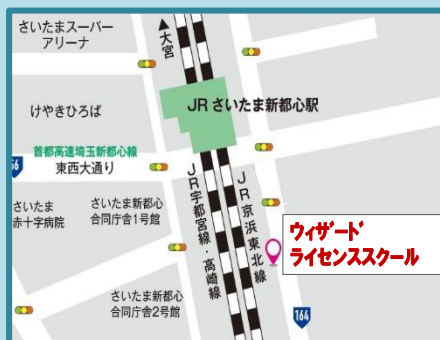 さいたまスーパー
アリーナ
▲大宮
JRさいたま新都心駅
けやきひろば
首都高速埼玉新都心線
東西大通り
さいたま
赤十字病院
さいたま新都心
合同庁舎1号館
JR宇都宮線・高崎線
JR京浜東北線
ウィザード
ライセンススクール
さいたま新都心
合同庁舎2号館
164